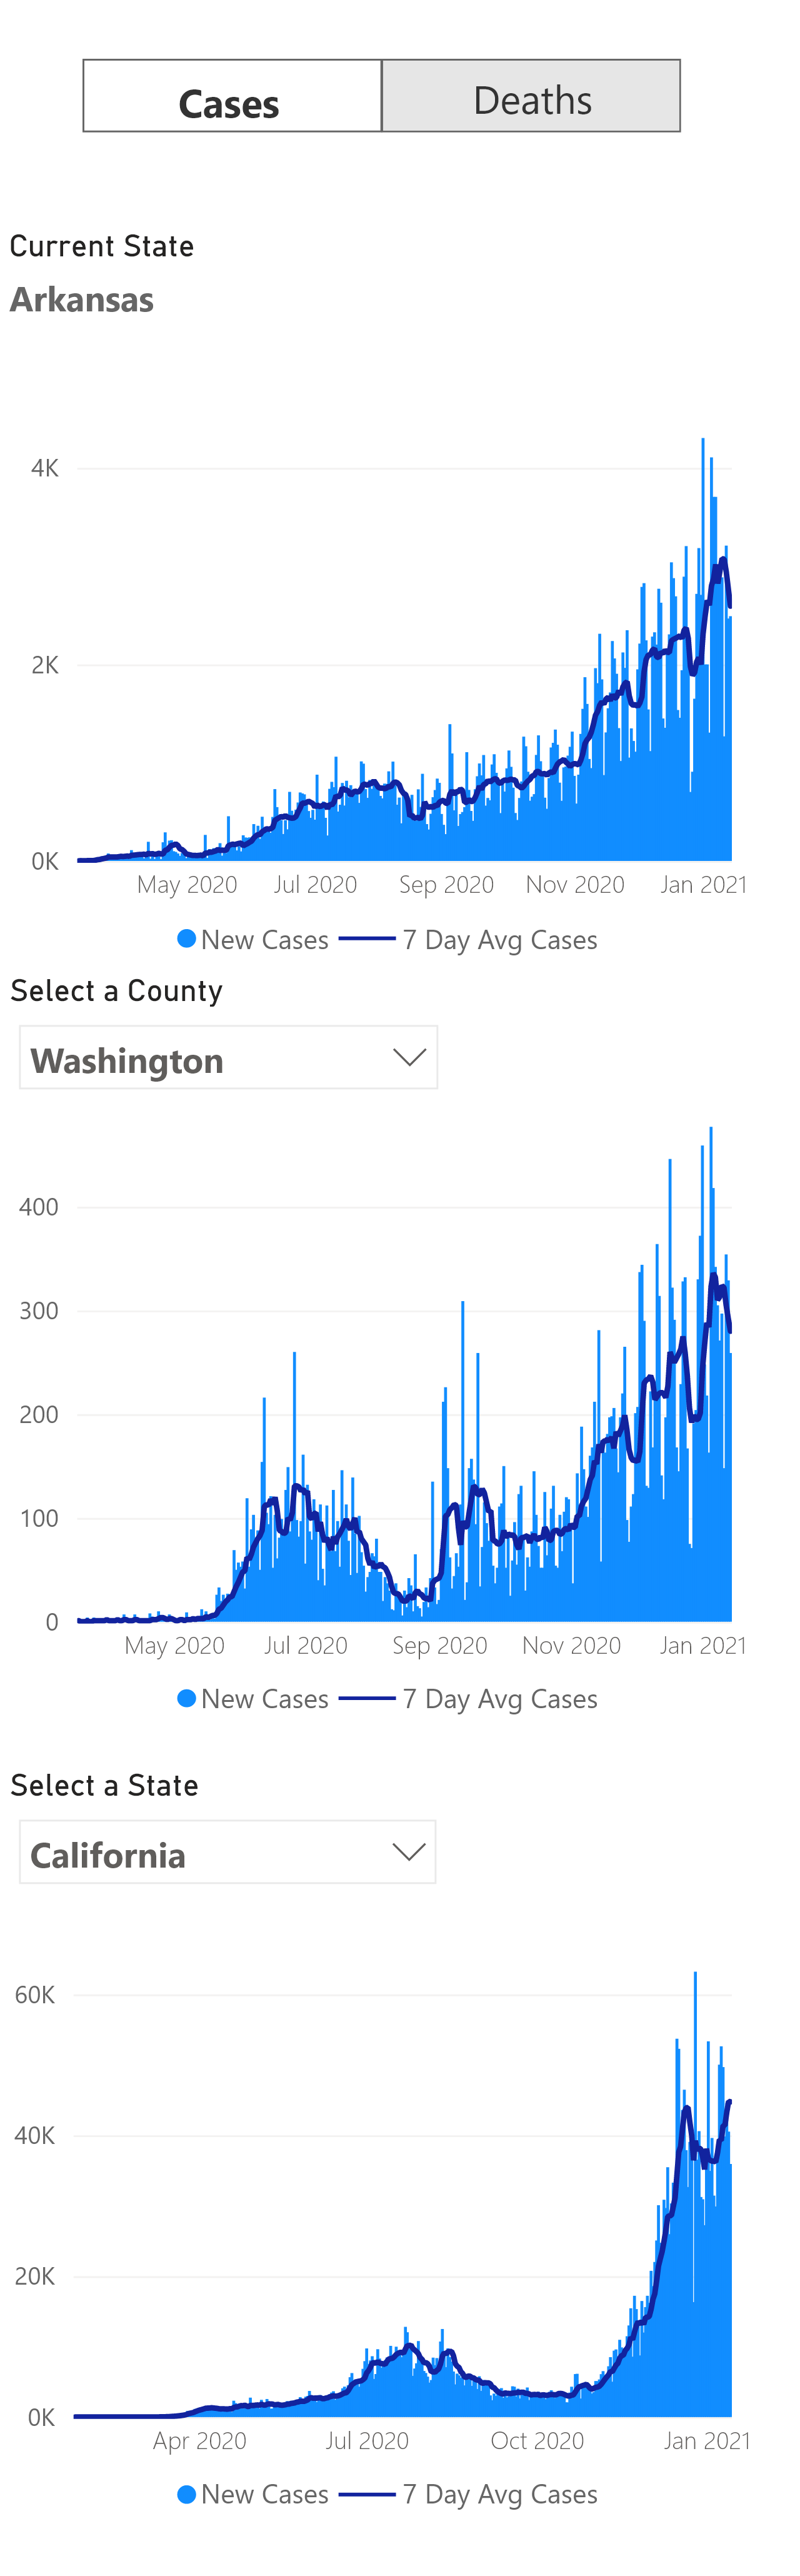 Cases Deaths
Current State
Arkansas
4K
2K
0K
May 2020 Jul 2020 Sep 2020 Nov 2020 Jan 2021
New Cases 7 Day Avg Cases
Select a County
Washington
400
300
200
100
0
May 2020 Jul 2020 Sep 2020 Nov 2020 Jan 2021
New Cases 7 Day Avg Cases
Select a State
California
60K
40K
20K
0K
Apr 2020 Jul 2020 Oct 2020 Jan 2021
New Cases 7 Day Avg Cases